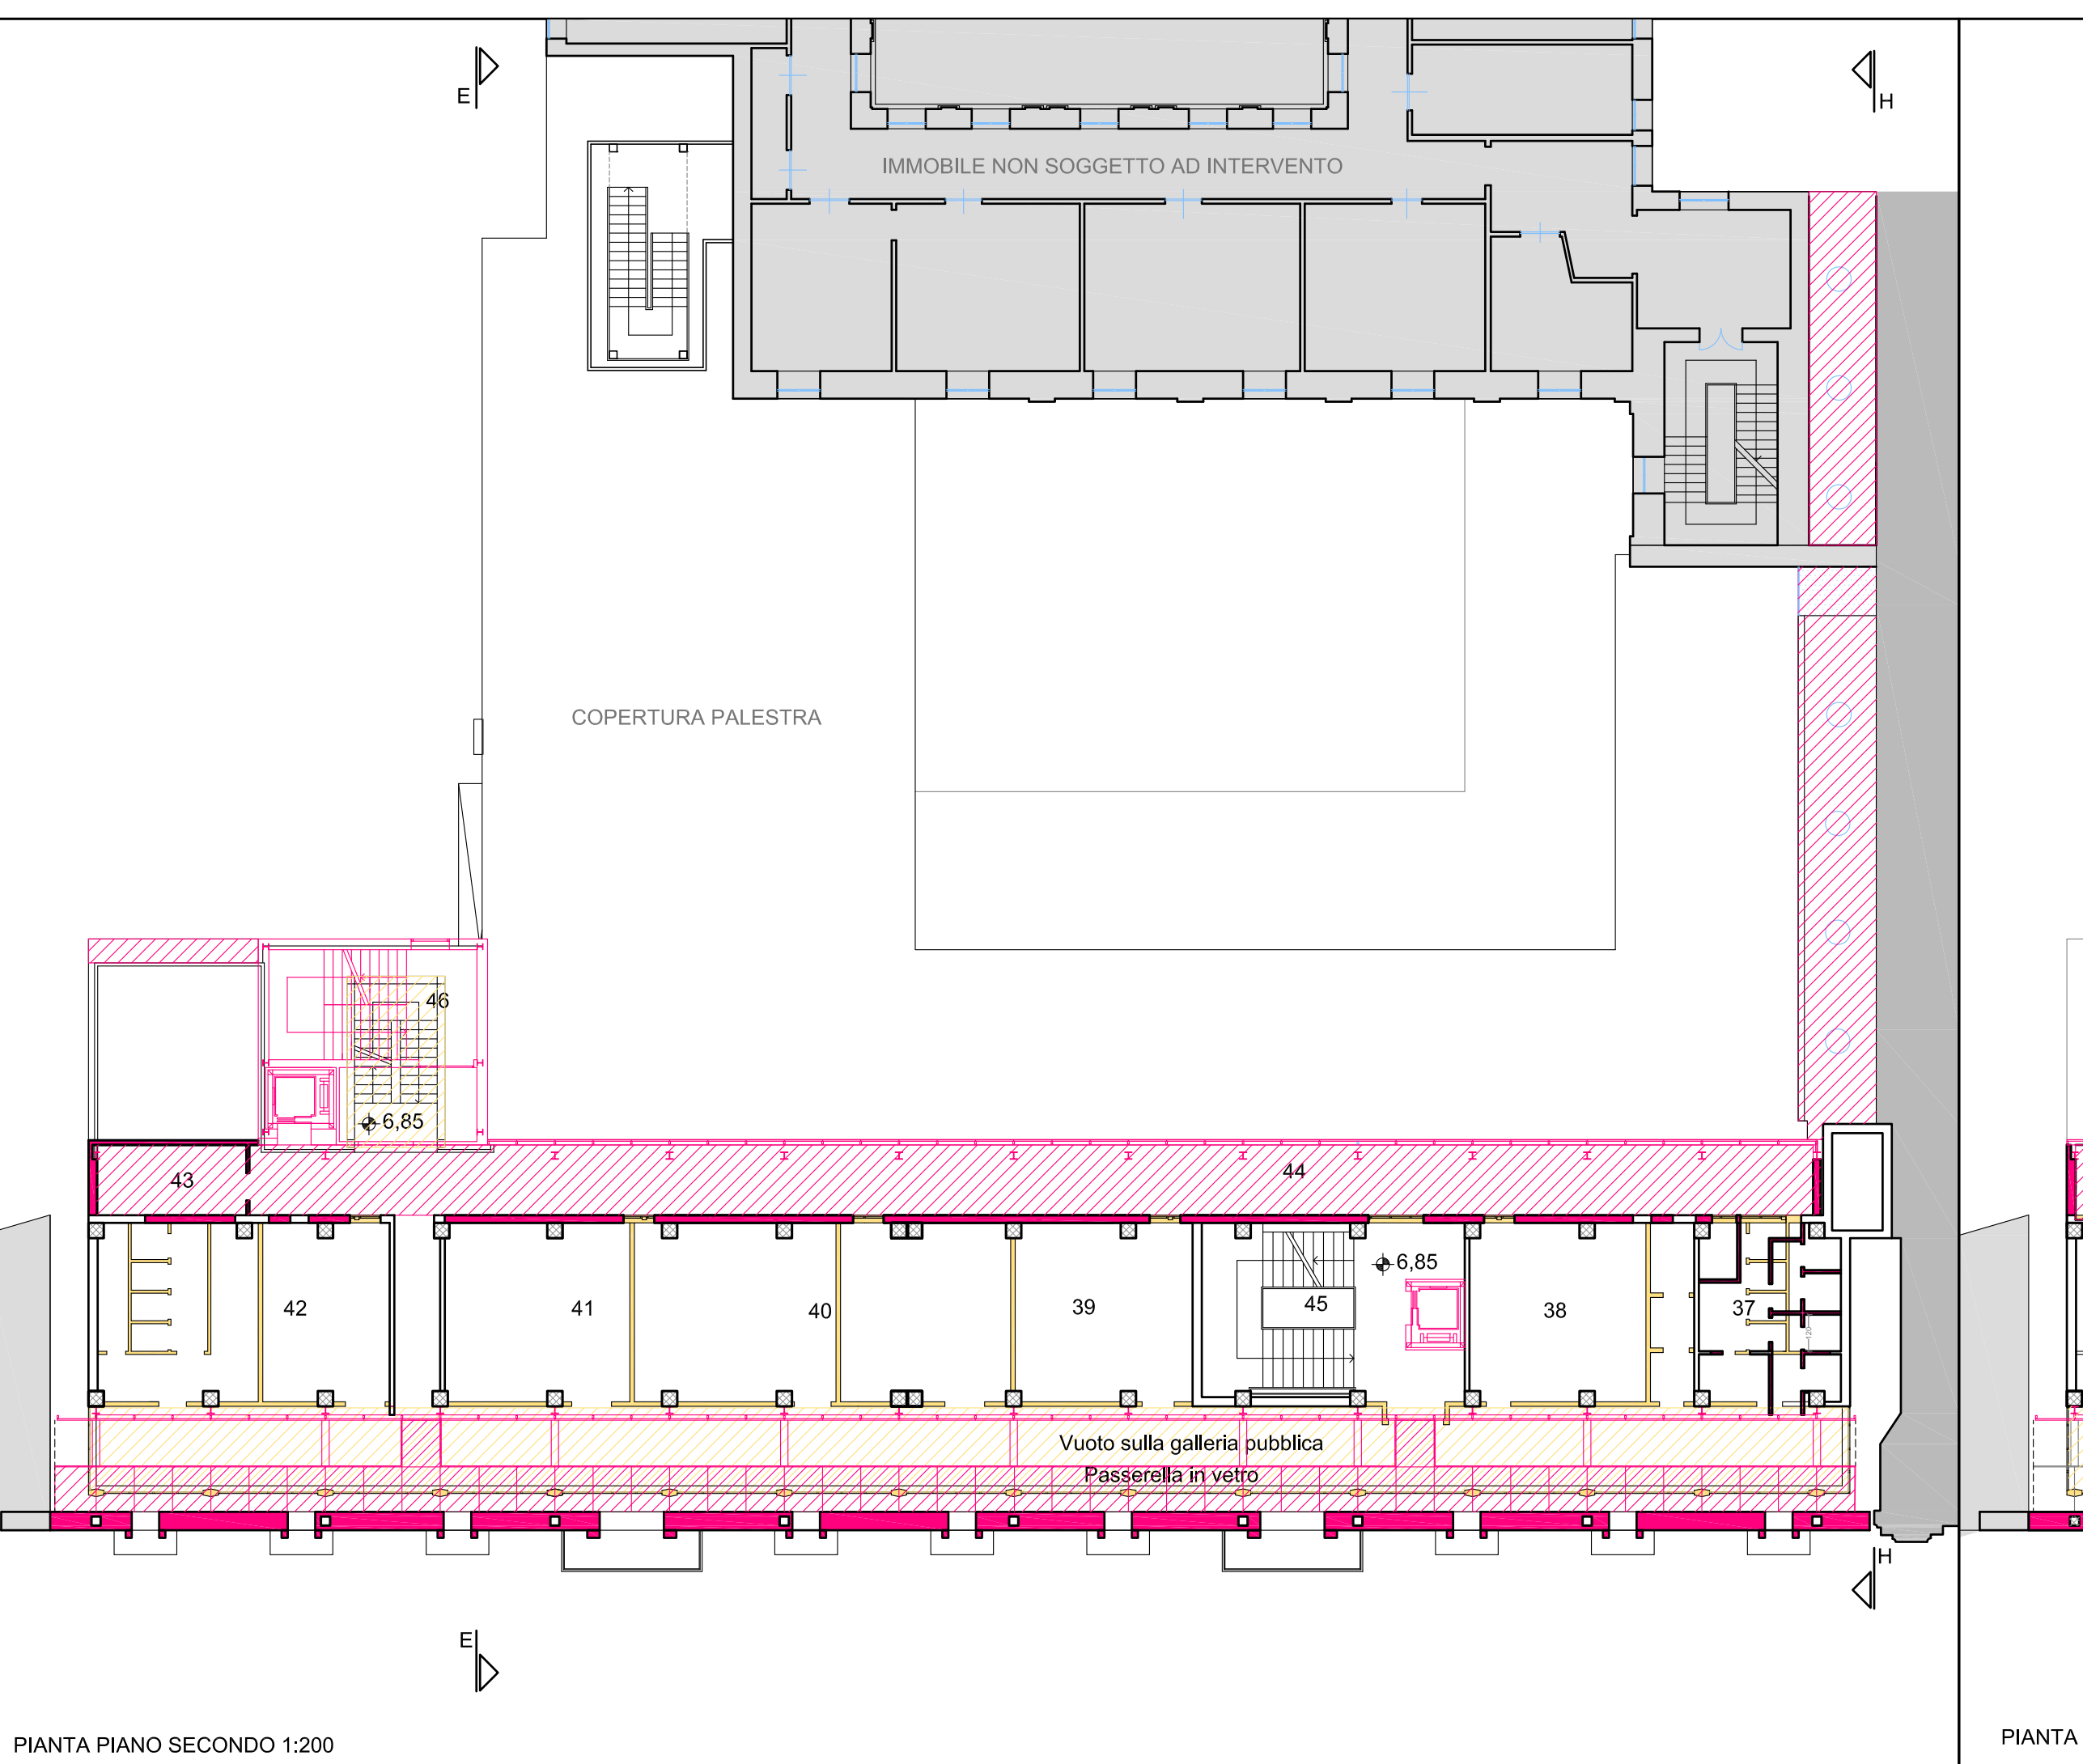 E
H
IMMOBILE NON SOGGETTO AD INTERVENTO
COPERTURA PALESTRA
46
6,85
43
44
6,85
42
41
40
39
45
38
37
120
Vuoto sulla galleria pubblica
Passerella in vetro
H
E
PIANTA PIANO SECONDO 1:200
PIANTA